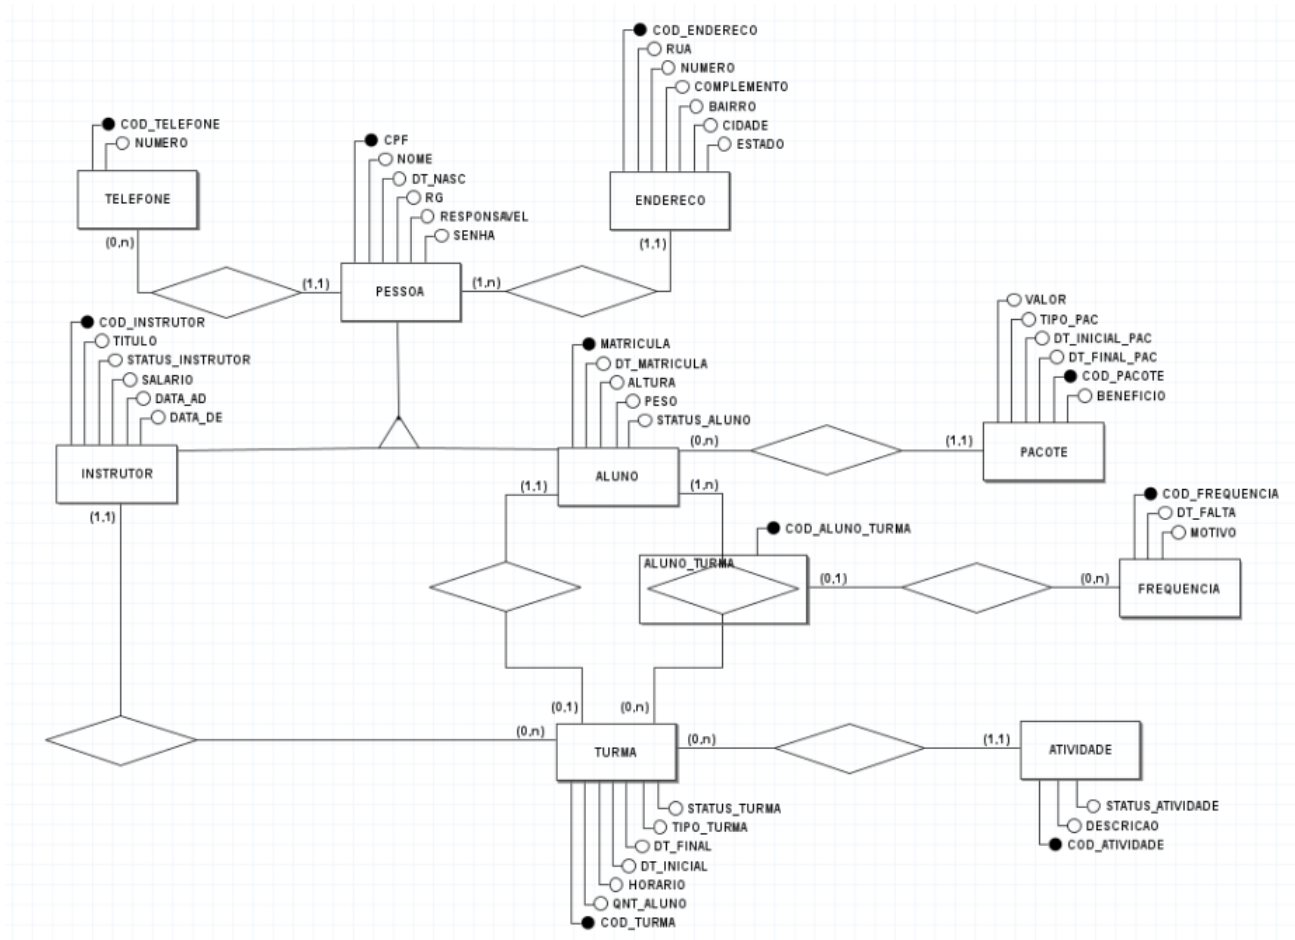 COD_ENDERECO
RUA
NUMERO
COMPLEMENTO
BAIRRO
CIDADE
ESTADO
ENDERECO
(1,1)
COD_TELEFONE
NUMERO
TELEFONE
(0,n)
CPF
NOME
DT_NASC
RG
RESPONSAVEL
SENHA
(1,1)
PESSOA
(1,n)
COD_INSTRUTOR
TITULO
STATUS_INSTRUTOR
SALARIO
DATA_AD
DATA_DE
INSTRUTOR
(1,1)
MATRICULA
DT_MATRICULA
ALTURA
PESO
STATUS_ALUNO
(0,n)
ALUNO
(1,1)
(1,n)
VALOR
TIPO_PAC
DT_INICIAL_PAC
DT_FINAL_PAC
COD_PACOTE
BENEFICIO
(1,1)
PACOTE
COD_ALUNO_TURMA
ALUNO_TURMA
(0,1)
(0,n)
COD_FREQUENCIA
DT_FALTA
MOTIVO
FREQUENCIA
(0,1)
(0,n)
(0,n)
TURMA
(0,n)
(1,1)
ATIVIDADE
STATUS_ATIVIDADE
DESCRICAO
COD_ATIVIDADE
STATUS_TURMA
TIPO_TURMA
DT_FINAL
DT_INICIAL
HORARIO
QNT_ALUNO
COD_TURMA